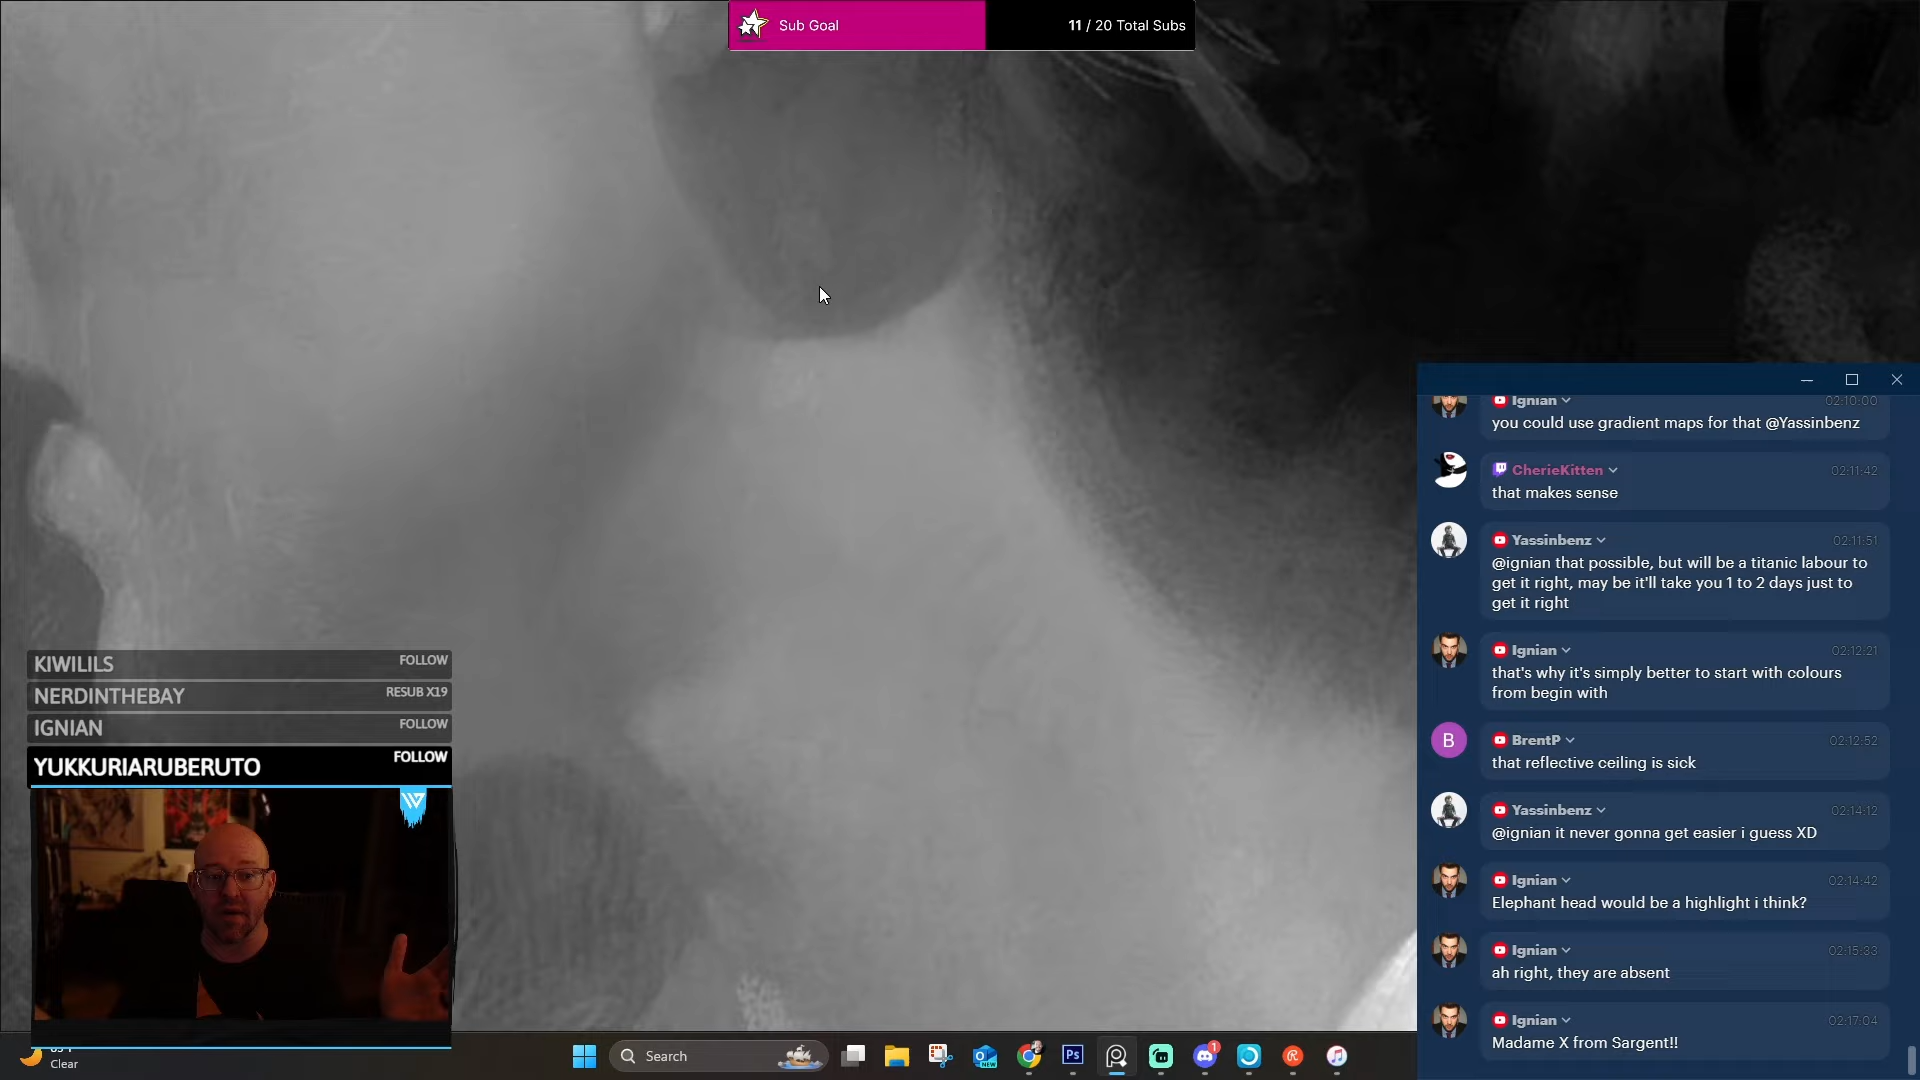 Sub Goal
11 / 20 Total Subs
Ignian
02:10:00
you could use gradient maps for that @Yassinbenz
CherieKitten
02:11:42
that makes sense
Yassinbenz
02:11:51
@ignian that possible, but will be a titanic labour to
get it right, may be it'll take you 1 to 2 days just to
get it right
Ignian
02:12:21
that's why it's simply better to start with colours
from begin with
B
BrentP
02:12:52
that reflective ceiling is sick
Yassinbenz
02:14:12
@ignian it never gonna get easier i guess XD
Ignian
02:14:42
Elephant head would be a highlight i think?
Ignian
02:15:33
ah right, they are absent
Ignian
02:17:04
Madame X from Sargent!!
KIWILILS
FOLLOW
NERDINTHEBAY
RESUB X19
IGNIAN
FOLLOW
YUKKURIARUBERUTO
FOLLOW
Clear
Search
NEW
Ps
1